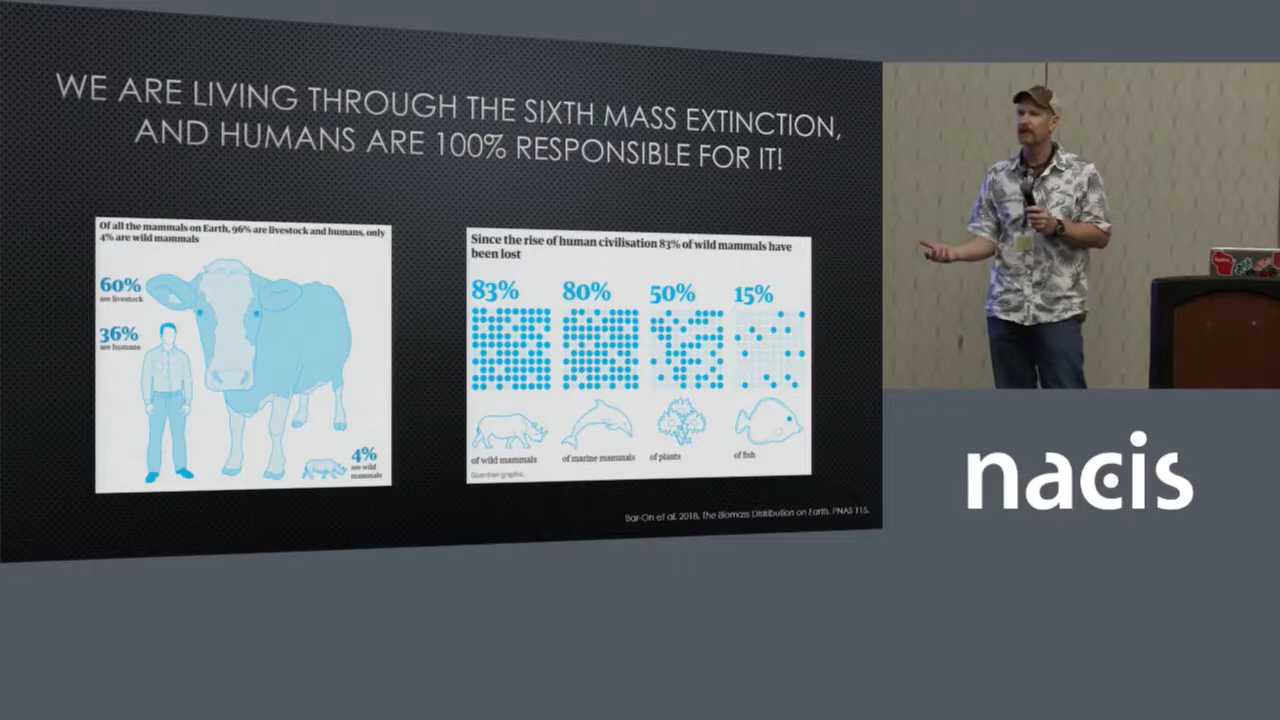 WE ARE LIVING THROUGH THE SIXTH MASS EXTINCTION,
AND HUMANS ARE 100% RESPONSIBLE FOR IT!
Of all the mammals on Earth, 96% are livestock and humans, only
4% are wild mammals
60%
are livestock
36%
are humans
4%
are wild
mammals
Since the rise of human civilisation 83% of wild mammals have
been lost
83% 80% 50% 15%
of wild mammals of marine mammals of plants of fish
Guardian graphic.
Bar-On et al. 2018, The Biomass Distribution on Earth, PNAS 115.
nacis